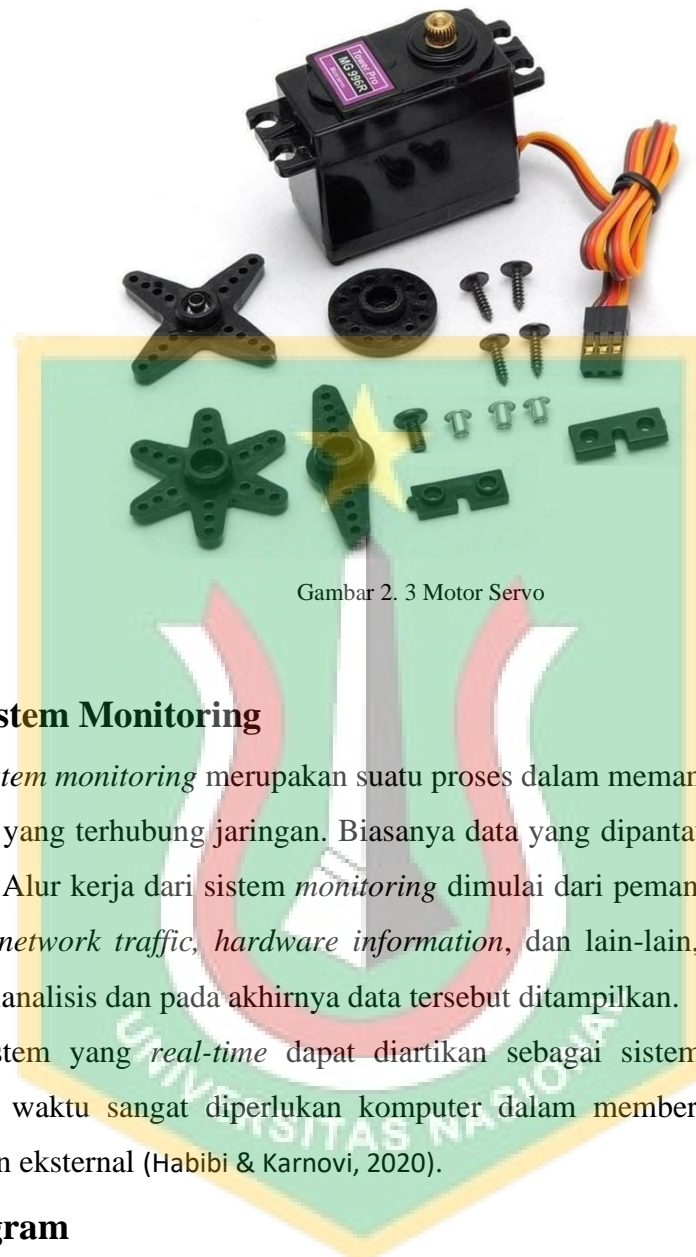 Tower Pro
MG996R
Gambar 2. 3 Motor Servo
stem Monitoring
tem monitoring merupakan suatu proses dalam meman
yang terhubung jaringan. Biasanya data yang dipanta
Alur kerja dari sistem monitoring dimulai dari peman
network traffic, hardware information, dan lain-lain,
analisis dan pada akhirnya data tersebut ditampilkan.
stem yang real-time dapat diartikan sebagai sistem
waktu sangat diperlukan komputer dalam member
n eksternal (Habibi & Karnovi, 2020).
gram
UNIVERSITAS NASIONAL